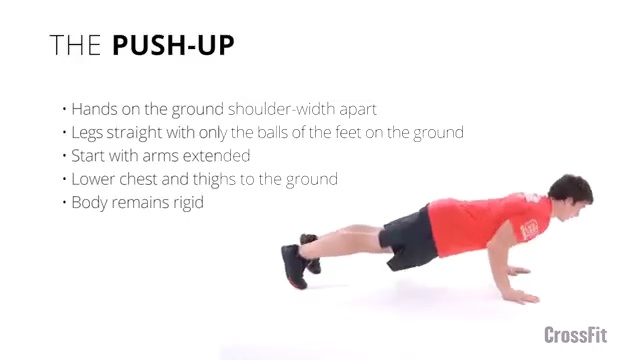 THE PUSH-UP
• Hands on the ground shoulder-width apart
• Legs straight with only the balls of the feet on the ground
• Start with arms extended
• Lower chest and thighs to the ground
• Body remains rigid
CrossFit